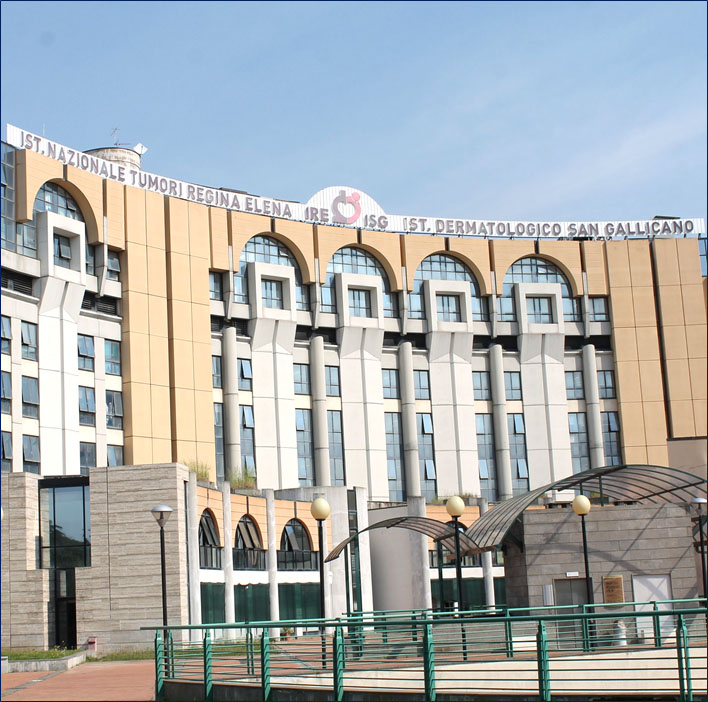 IST. NAZIONALE TUMORI REGINA ELENA IRE ISG IST. DERMATOLOGICO SAN GALLICANO